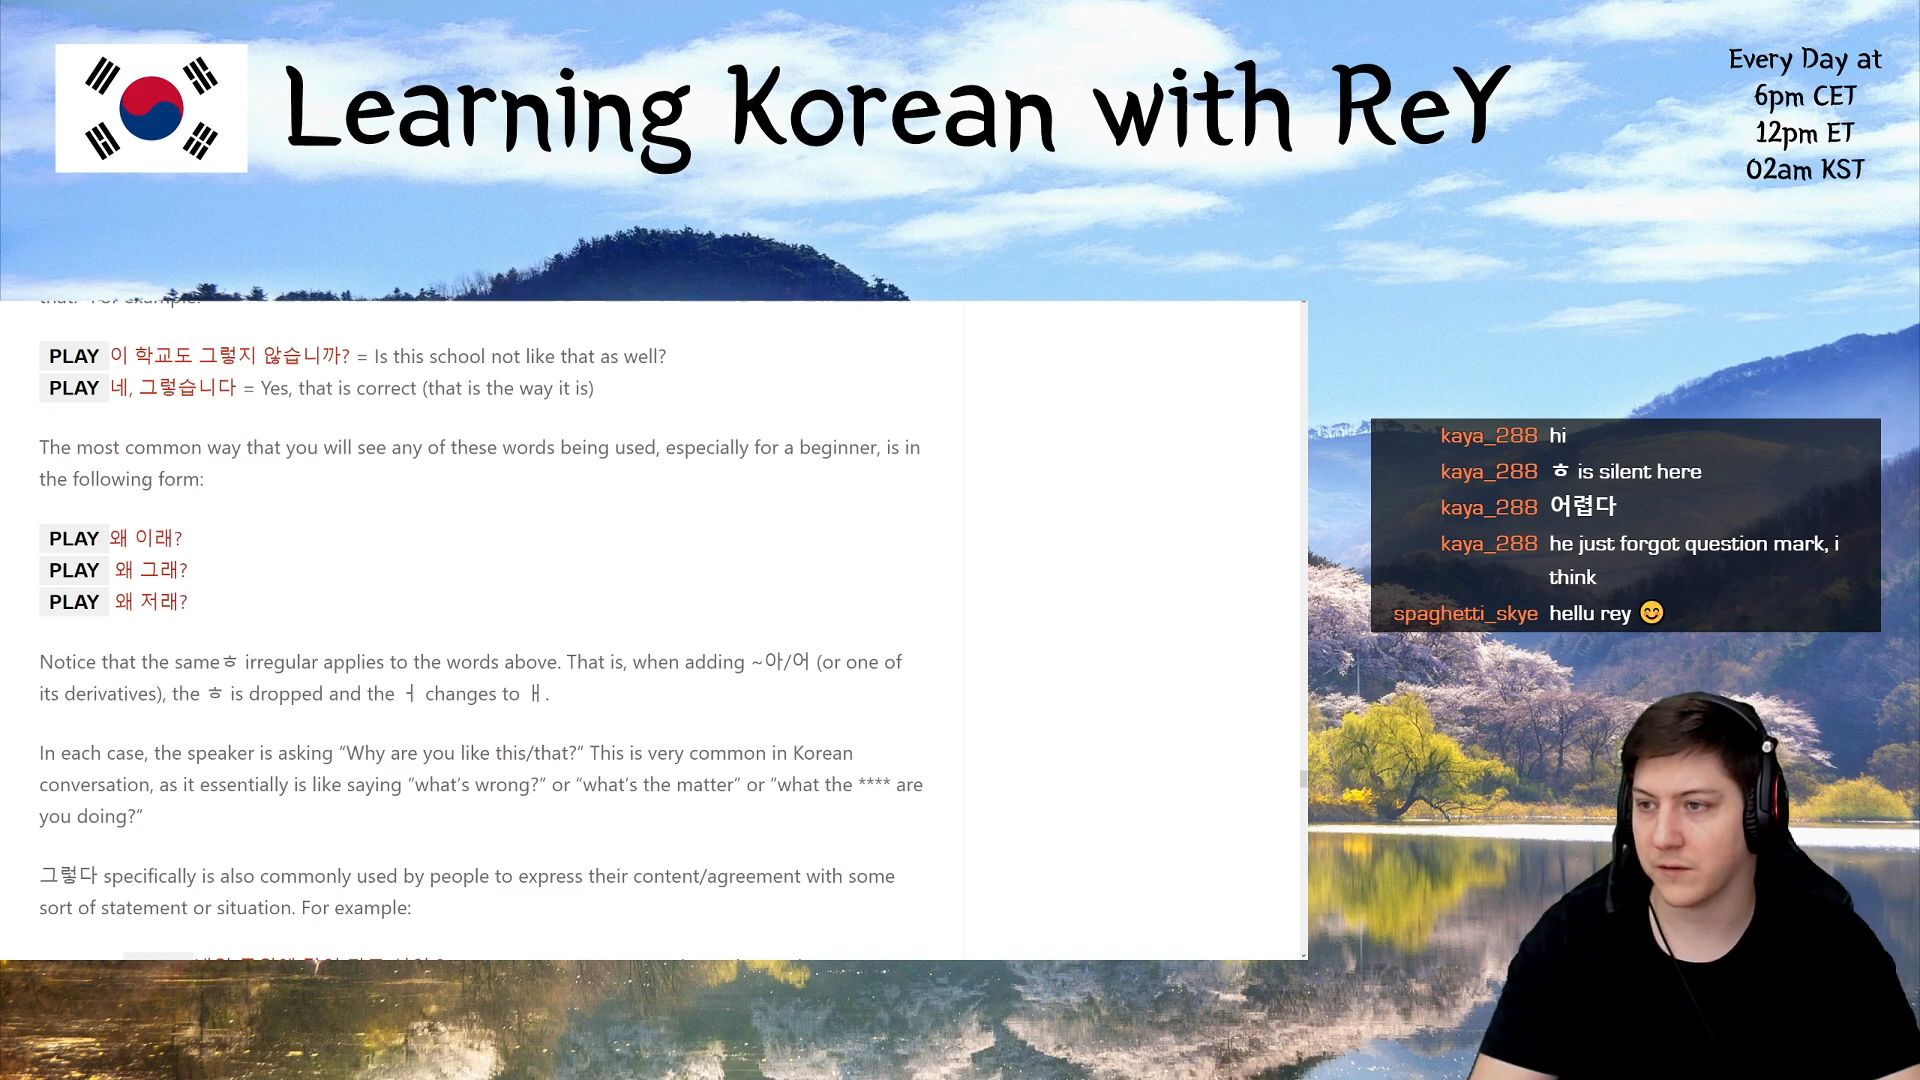 Learning Korean with ReY
Every Day at
6pm CET
12pm ET
02am KST
PLAY 이 학교도 그렇지 않습니까? = Is this school not like that as well?
PLAY 네, 그렇습니다 = Yes, that is correct (that is the way it is)
The most common way that you will see any of these words being used, especially for a beginner, is in
the following form:
PLAY 왜 이래?
PLAY 왜 그래?
PLAY 왜 저래?
Notice that the sameㅎ irregular applies to the words above. That is, when adding ~아/어 (or one of
its derivatives), the ㅎ is dropped and the ㅓ changes to ㅐ.
In each case, the speaker is asking “Why are you like this/that?” This is very common in Korean
conversation, as it essentially is like saying “what’s wrong?” or “what’s the matter” or “what the **** are
you doing?”
그렇다 specifically is also commonly used by people to express their content/agreement with some
sort of statement or situation. For example:
kaya_288 hi
kaya_288 ㅎ is silent here
kaya_288 어렵다
kaya_288 he just forgot question mark, i
think
spaghetti_skye hellu rey 😊